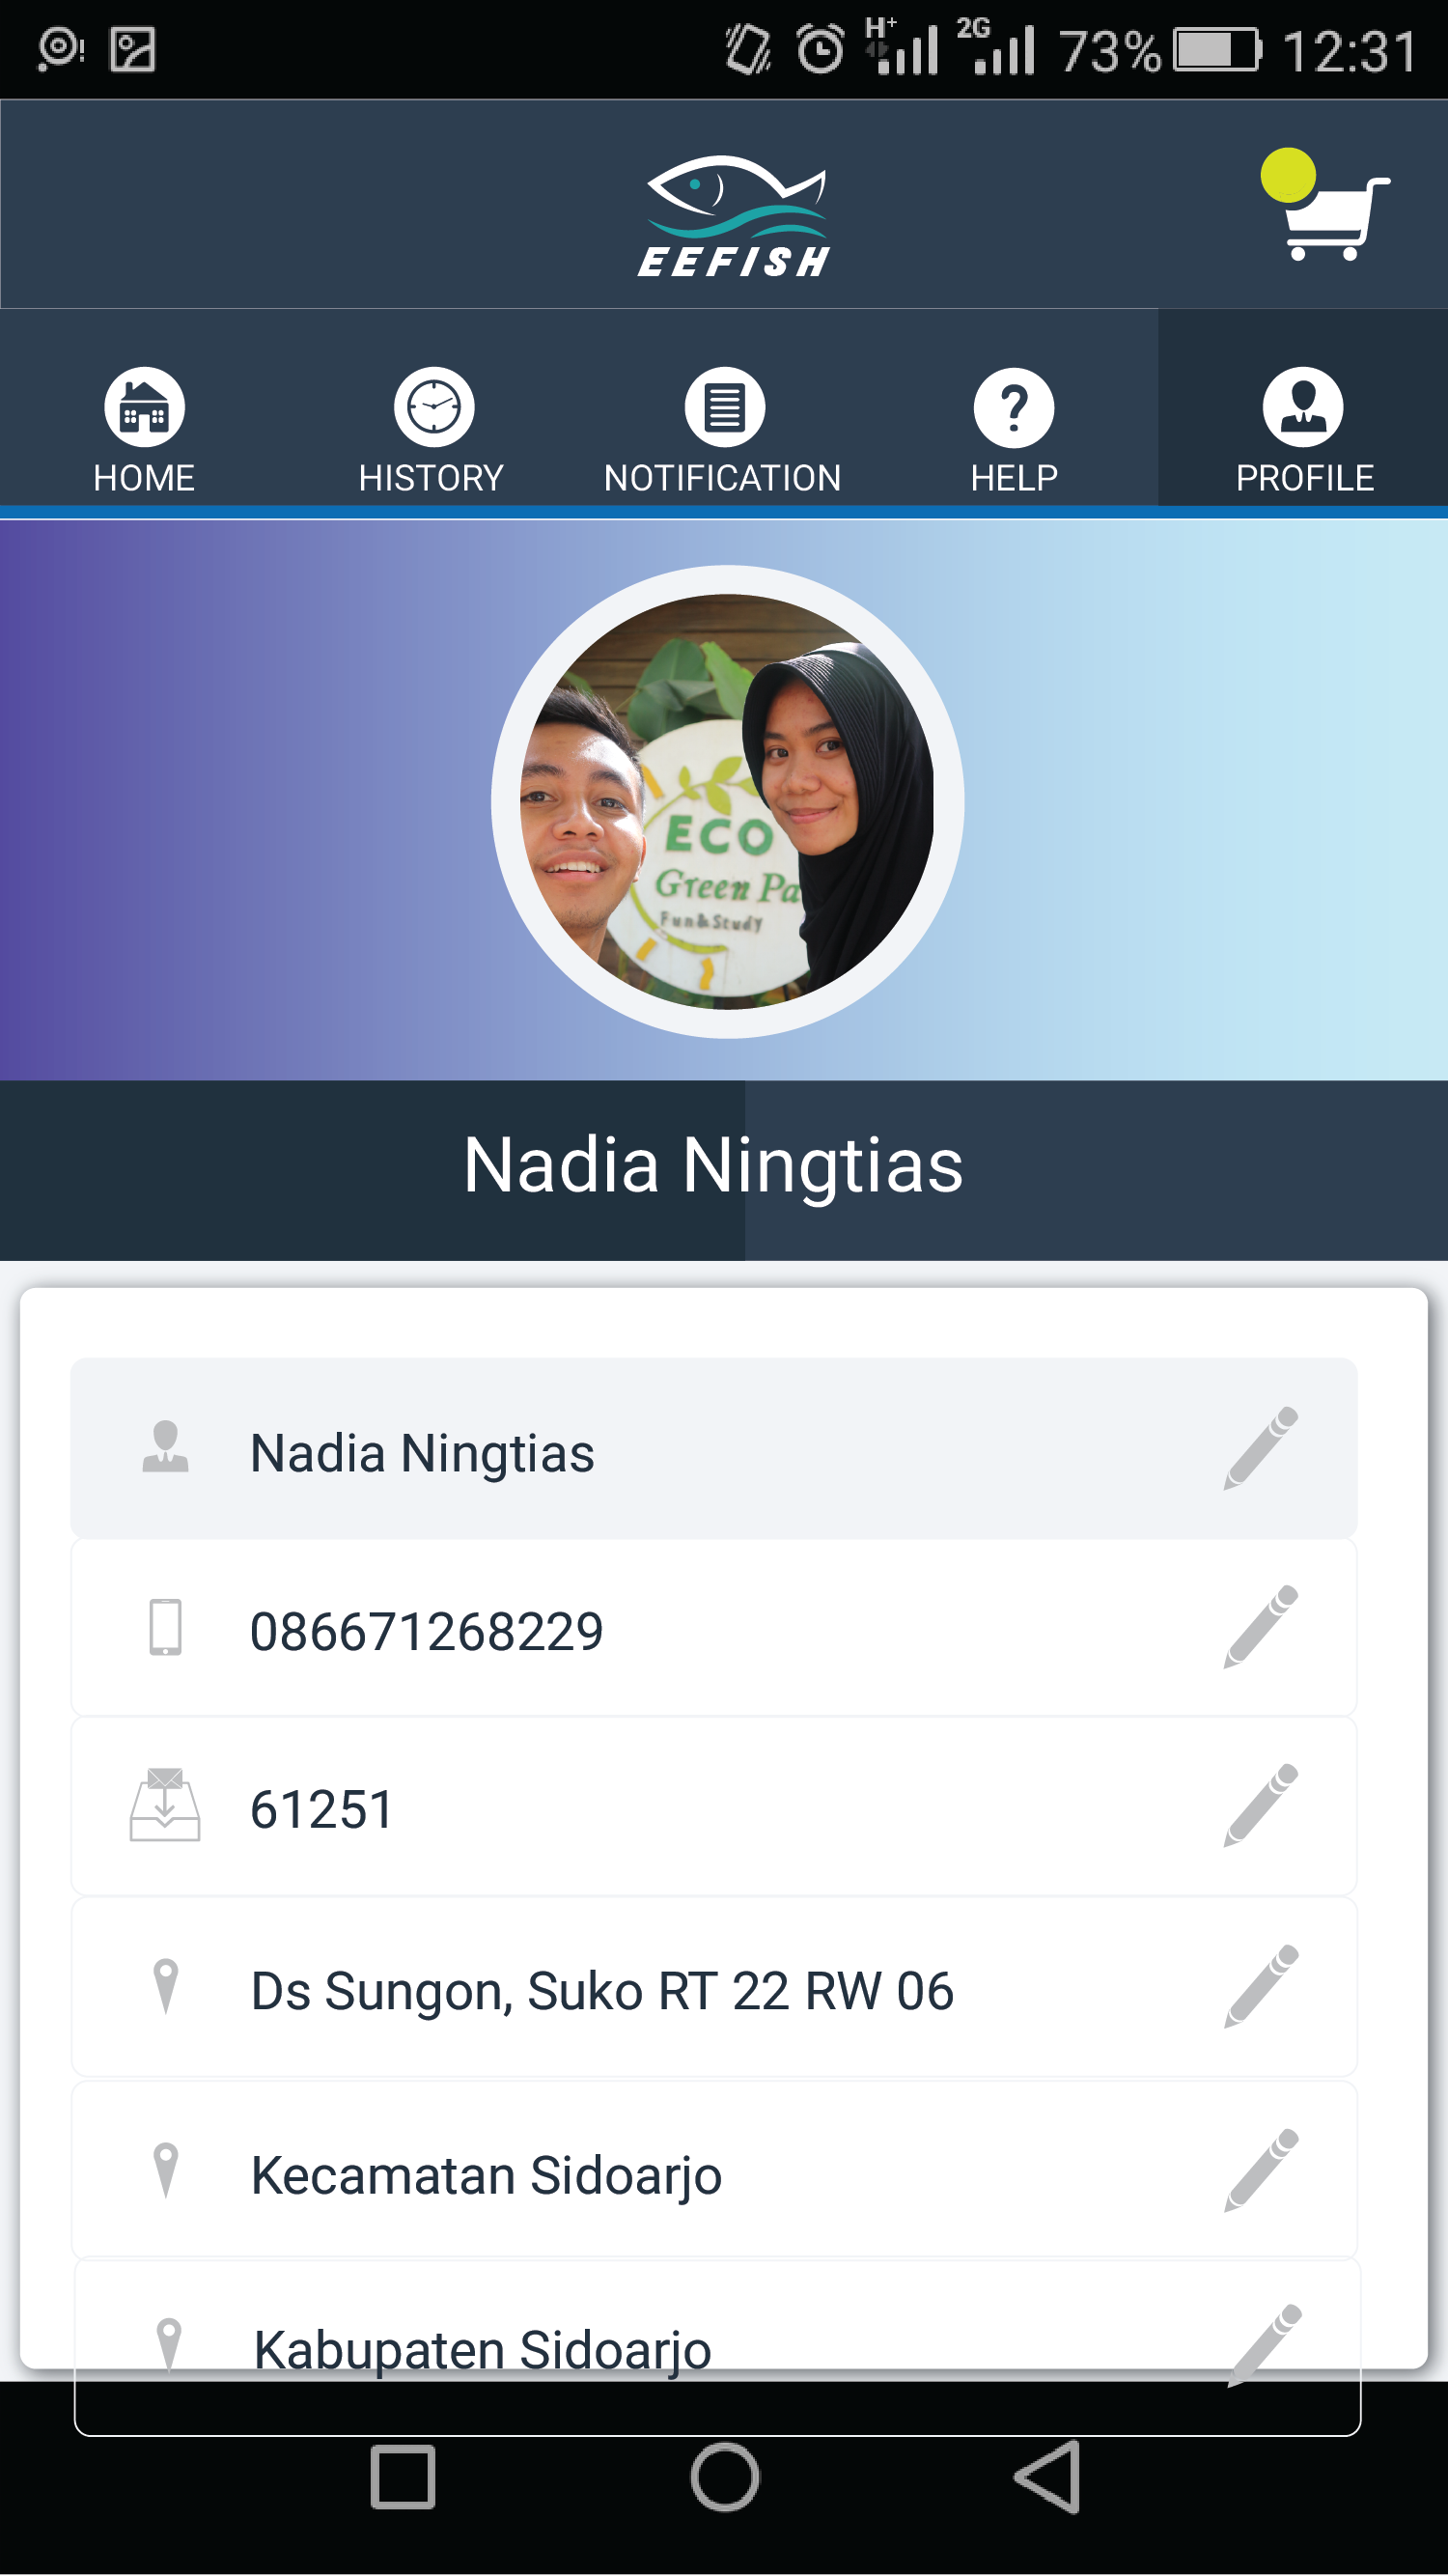 H+ 2G 73% 12:31
EEFISH
HOME HISTORY NOTIFICATION HELP PROFILE
ECO
Green Pa
Fun&Study
Nadia Ningtias
Nadia Ningtias
086671268229
61251
Ds Sungon, Suko RT 22 RW 06
Kecamatan Sidoarjo
Kabupaten Sidoarjo